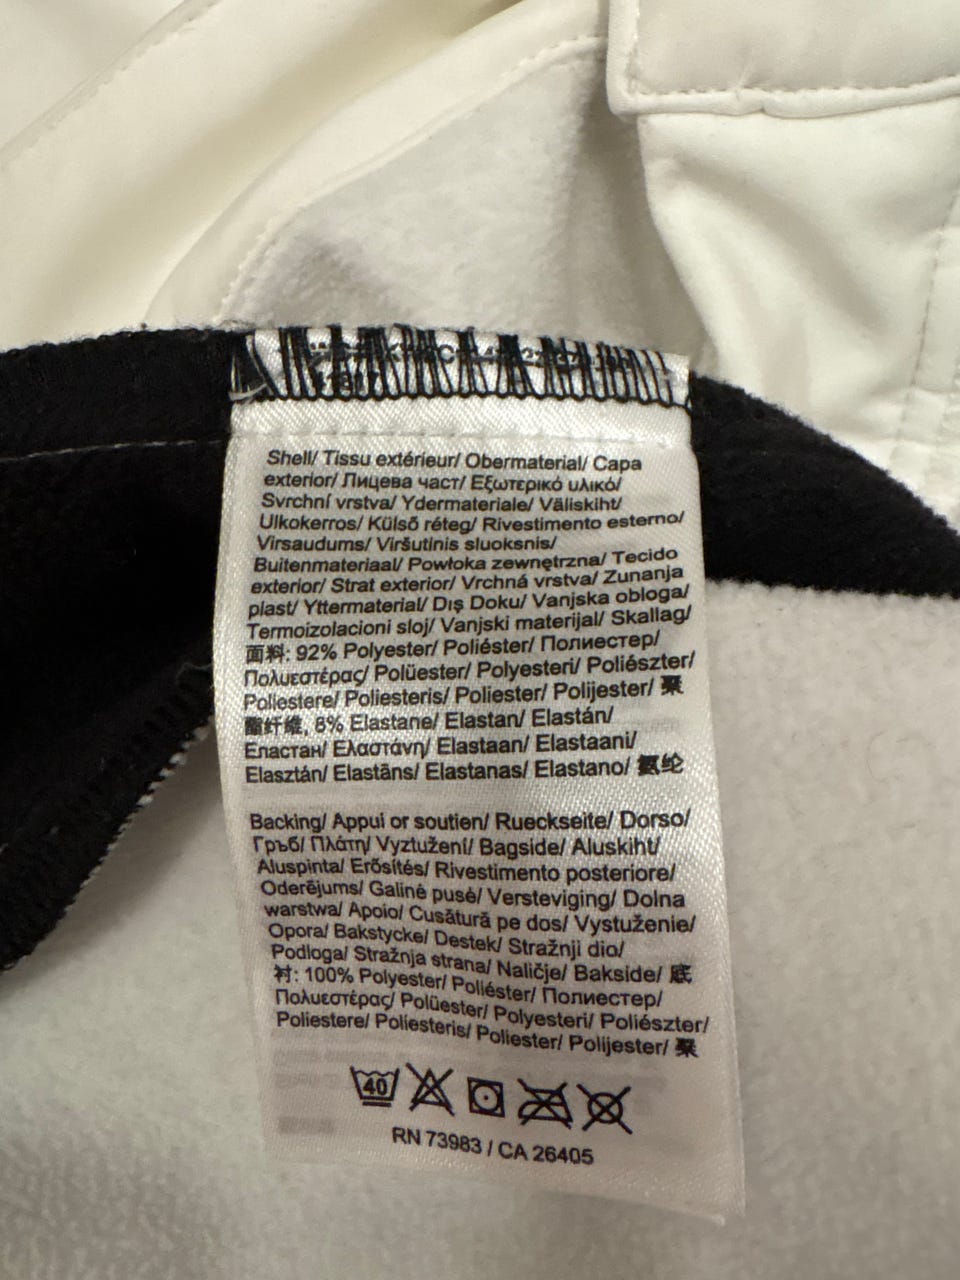 Shell/ Tissu extérieur/ Obermaterial/ Capa
exterior/ Лицева част/ Εξωτερικό υλικό/
Svrchní vrstva/ Ydermateriale/ Väliskiht/
Ulkokerros/ Külső réteg/ Rivestimento esterno/
Virsaudums/ Viršutinis sluoksnis/
Buitenmateriaal/ Powłoka zewnętrzna/ Tecido
exterior/ Strat exterior/ Vrchná vrstva/ Zunanja
plast/ Yttermaterial/ Dış Doku/ Vanjska obloga/
Termoizolacioni sloj/ Vanjski materijal/ Skallag/
面料: 92% Polyester/ Poliéster/ Полиестер/
Πολυεστέρας/ Polüester/ Polyesteri/ Poliészter/
Poliestere/ Poliesteris/ Poliester/ Polijester/ 聚
酯纤维, 8% Elastane/ Elastan/ Elastán/
Еластан/ Ελαστάνη/ Elastaan/ Elastaani/
Elasztán/ Elastāns/ Elastanas/ Elastano/ 氨纶
Backing/ Appui or soutien/ Rueckseite/ Dorso/
Гръб/ Πλάτη/ Vyztužení/ Bagside/ Aluskiht/
Aluspinta/ Erősítés/ Rivestimento posteriore/
Oderējums/ Galinė pusė/ Versteviging/ Dolna
warstwa/ Apoio/ Cusătură pe dos/ Vystuženie/
Opora/ Bakstycke/ Destek/ Stražnji dio/
Podloga/ Stražnja strana/ Naličje/ Bakside/ 底
衬: 100% Polyester/ Poliéster/ Полиестер/
Πολυεστέρας/ Polüester/ Polyesteri/ Poliészter/
Poliestere/ Poliesteris/ Poliester/ Polijester/ 聚
40
RN 73983 / CA 26405